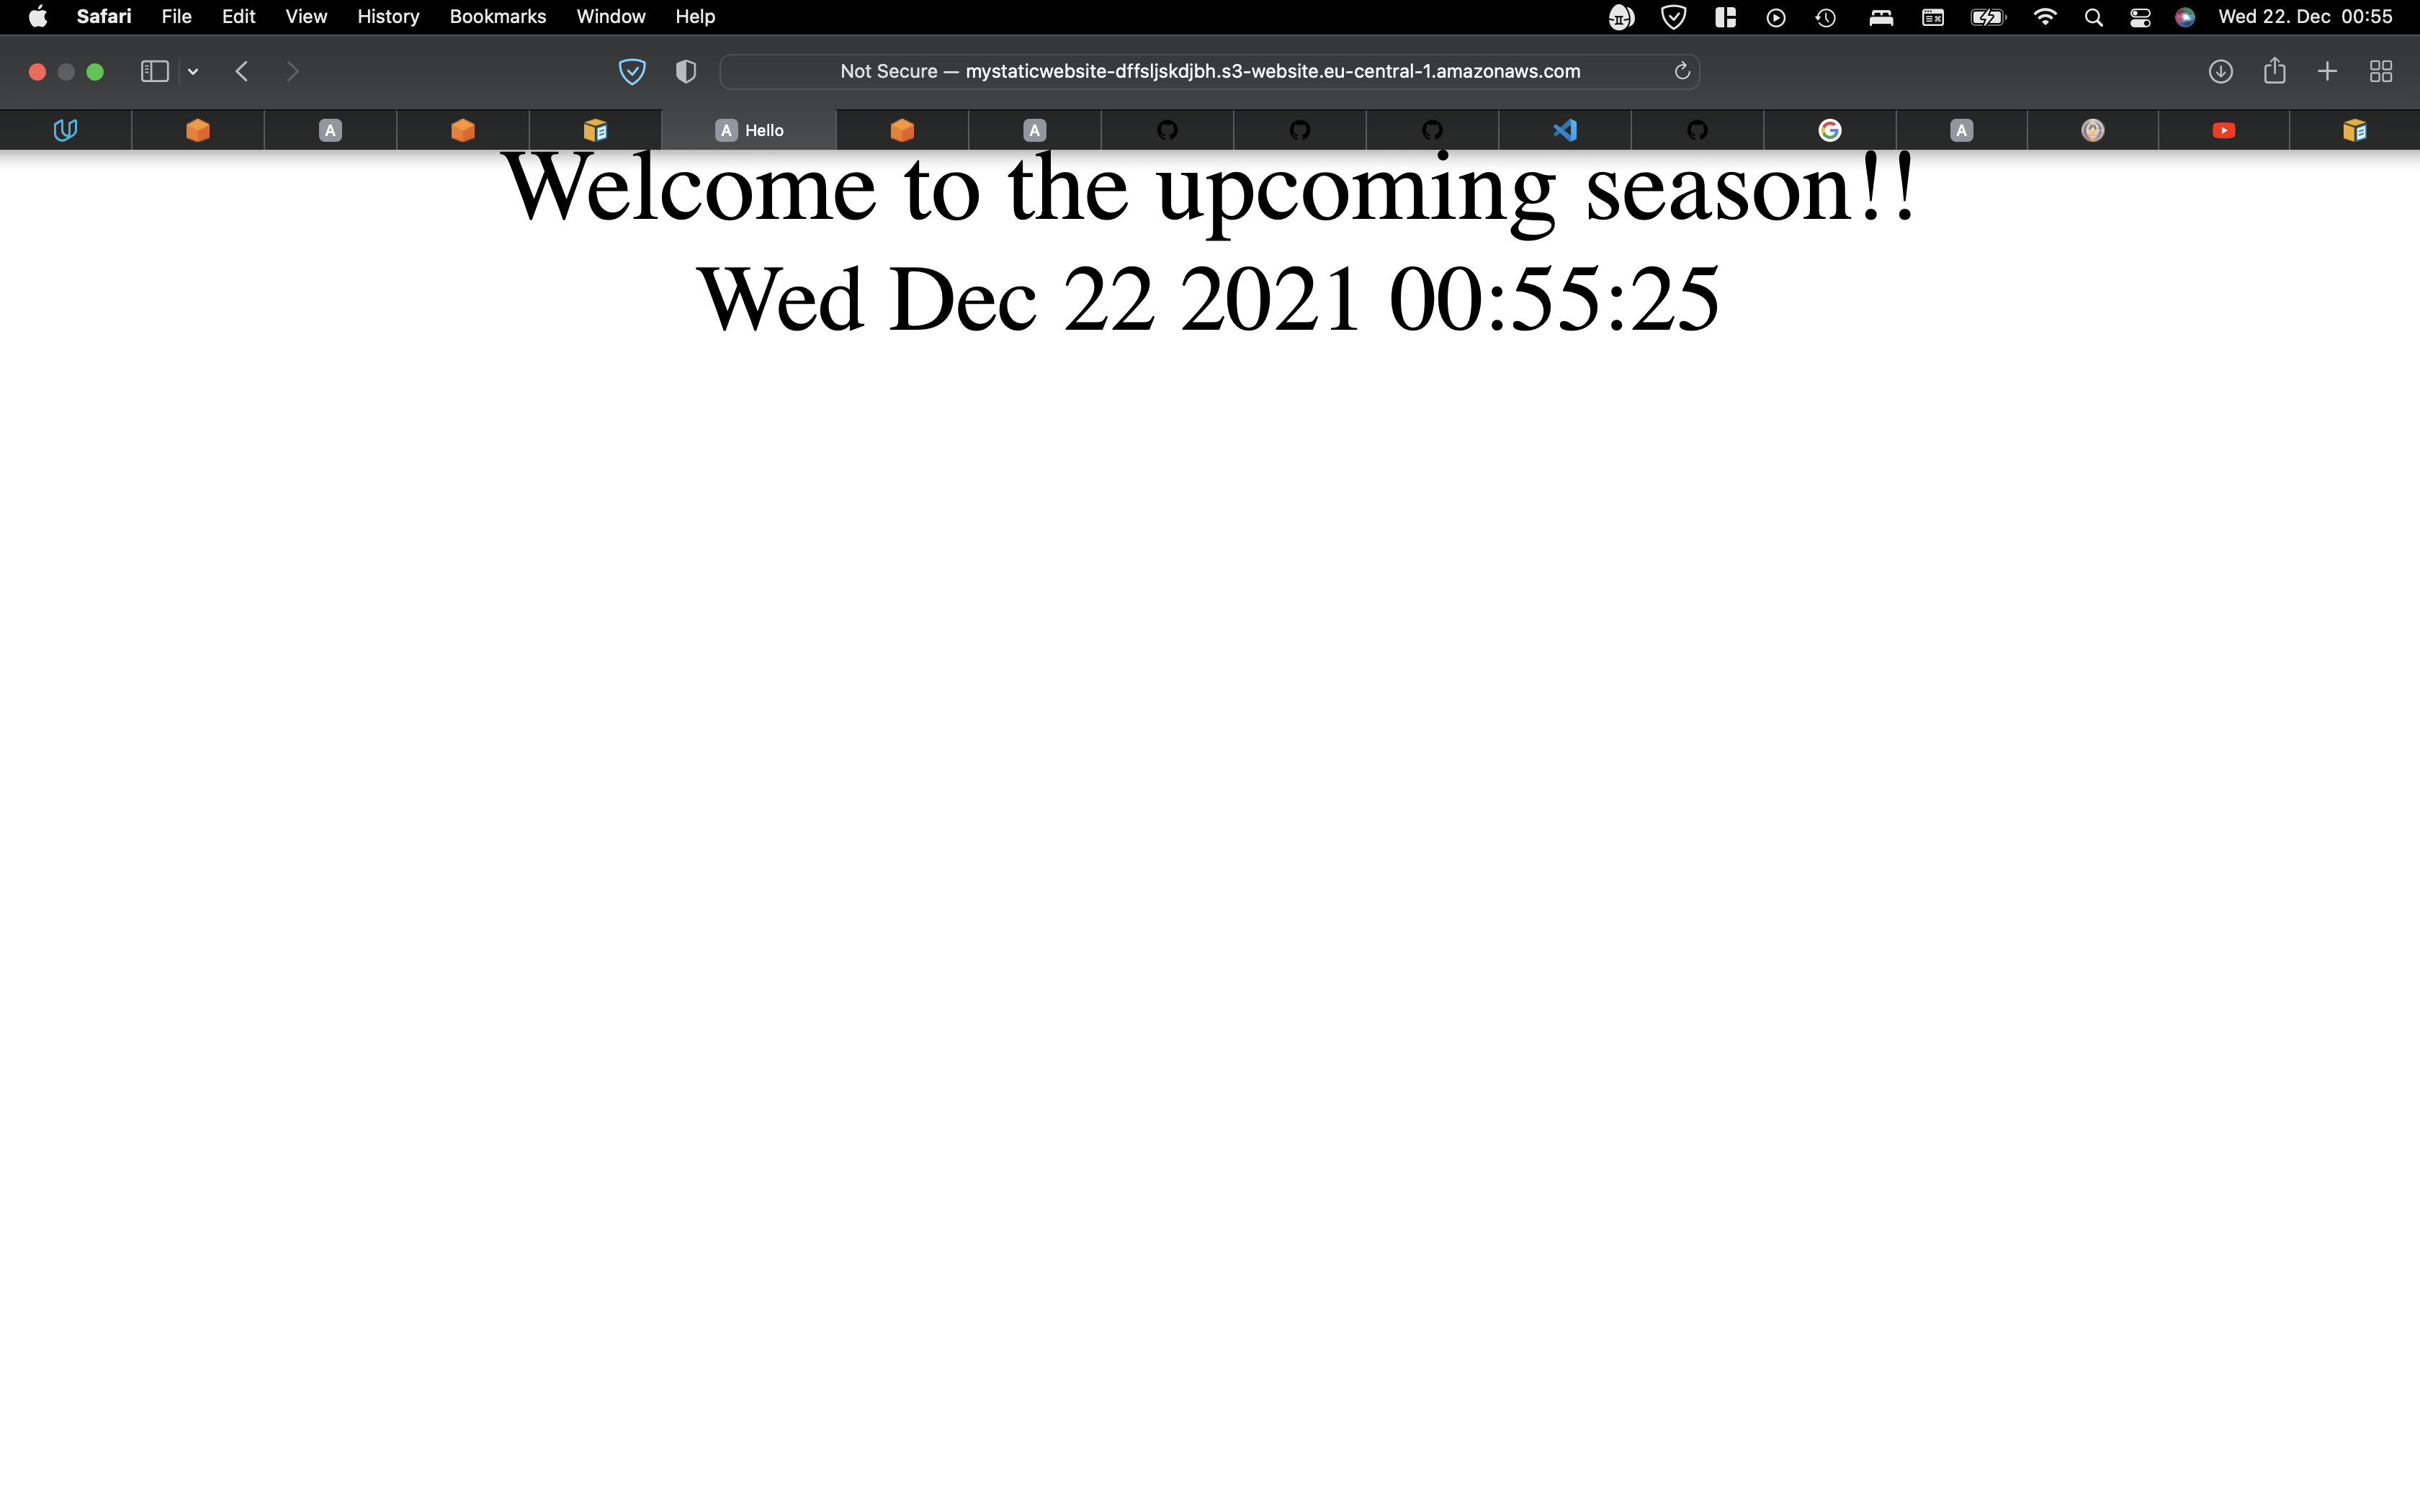 Safari File Edit View History Bookmarks Window Help Wed 22. Dec 00:55
Not Secure — mystaticwebsite-dffsljskdjbh.s3-website.eu-central-1.amazonaws.com
A A Hello A A
Welcome to the upcoming season!!
Wed Dec 22 2021 00:55:25